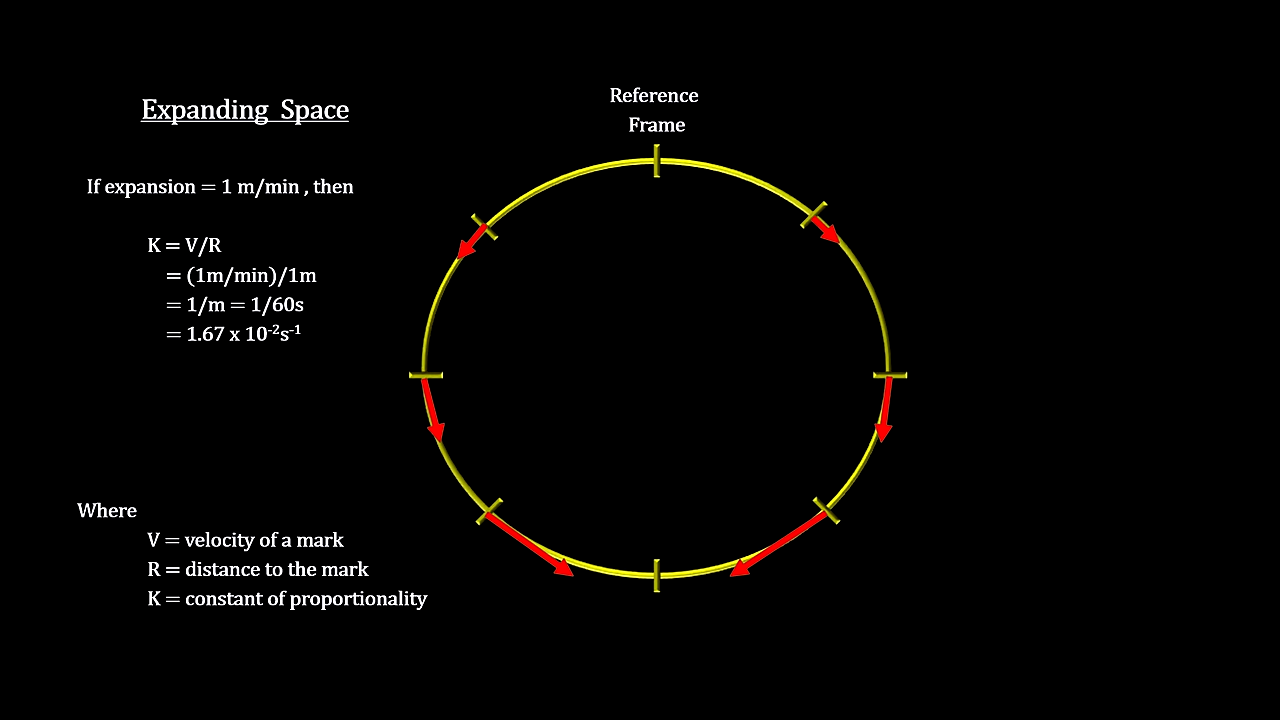 Expanding Space
Reference
Frame
If expansion = 1 m/min , then
K = V/R
= (1m/min)/1m
= 1/m = 1/60s
= 1.67 x 10⁻²s⁻¹
Where
V = velocity of a mark
R = distance to the mark
K = constant of proportionality